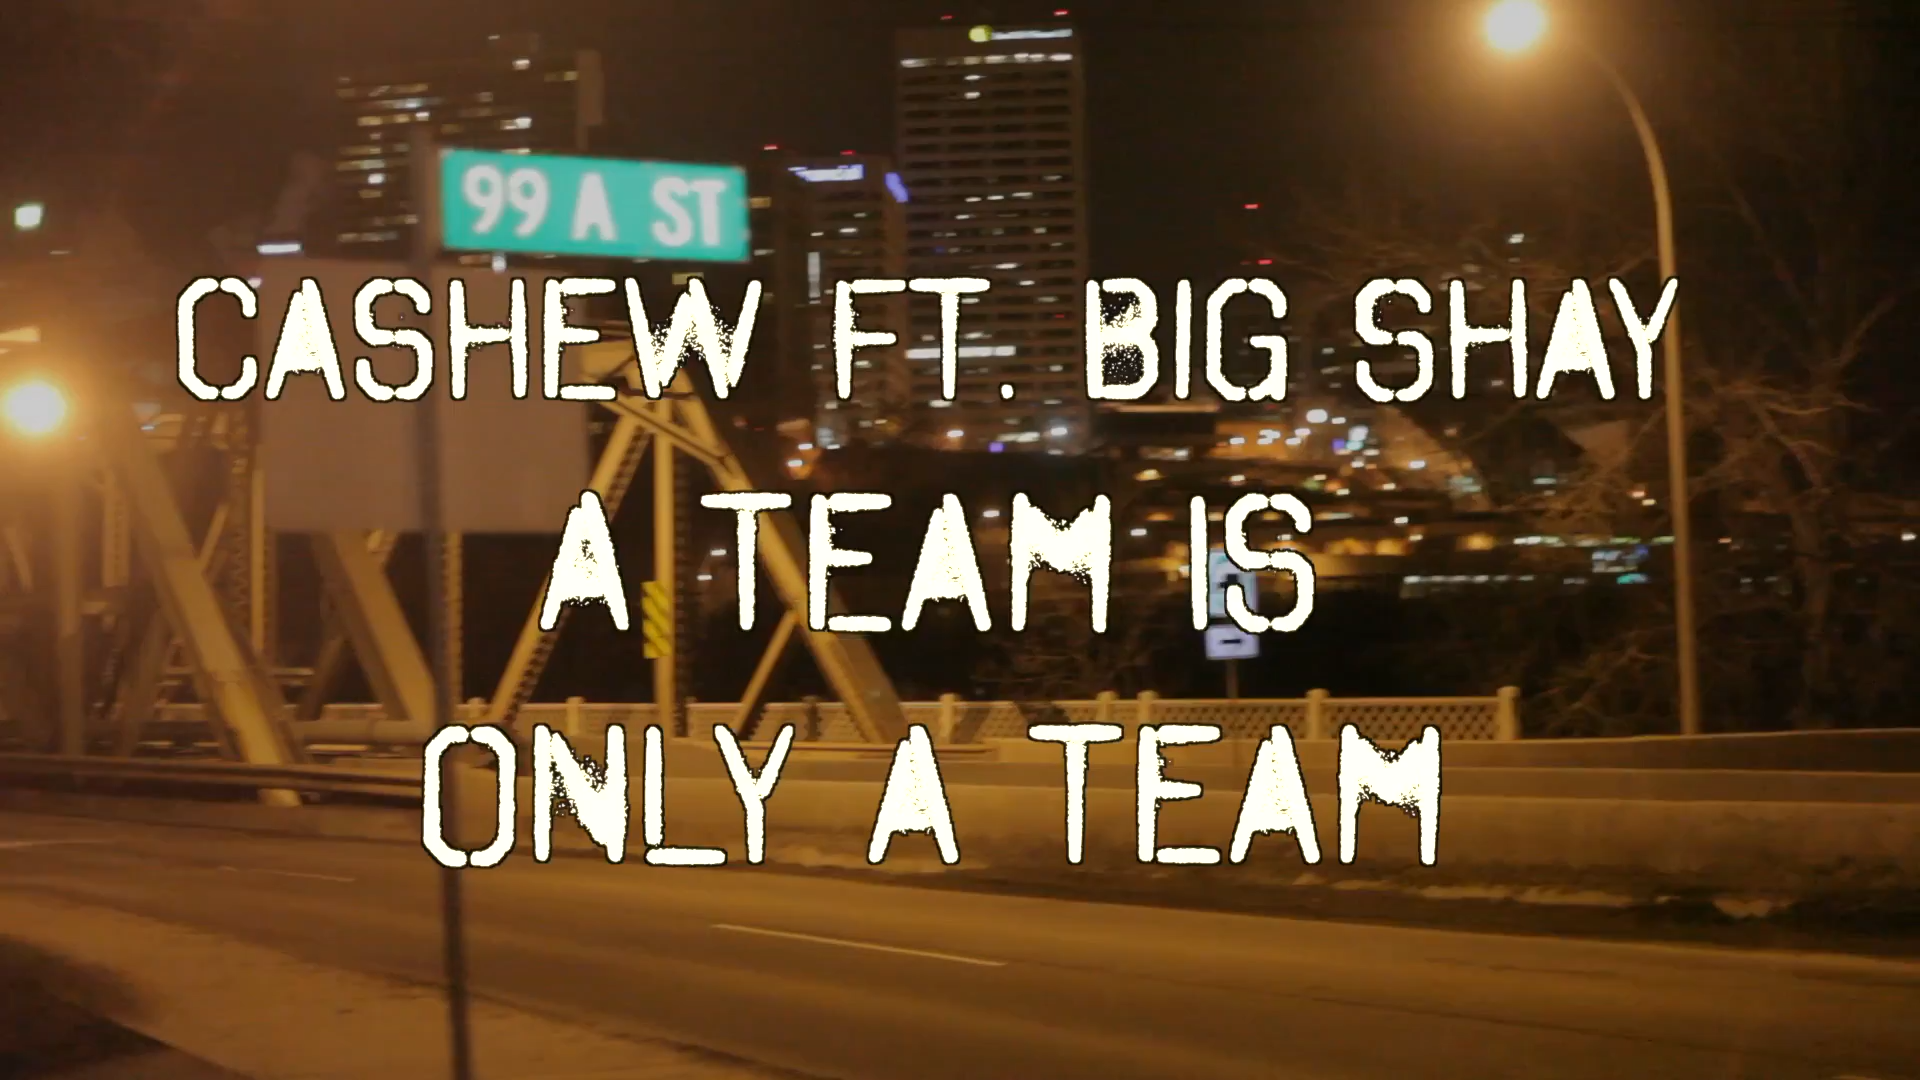 99 A ST
CASHEW FT. BIG SHAY
A TEAM IS
ONLY A TEAM